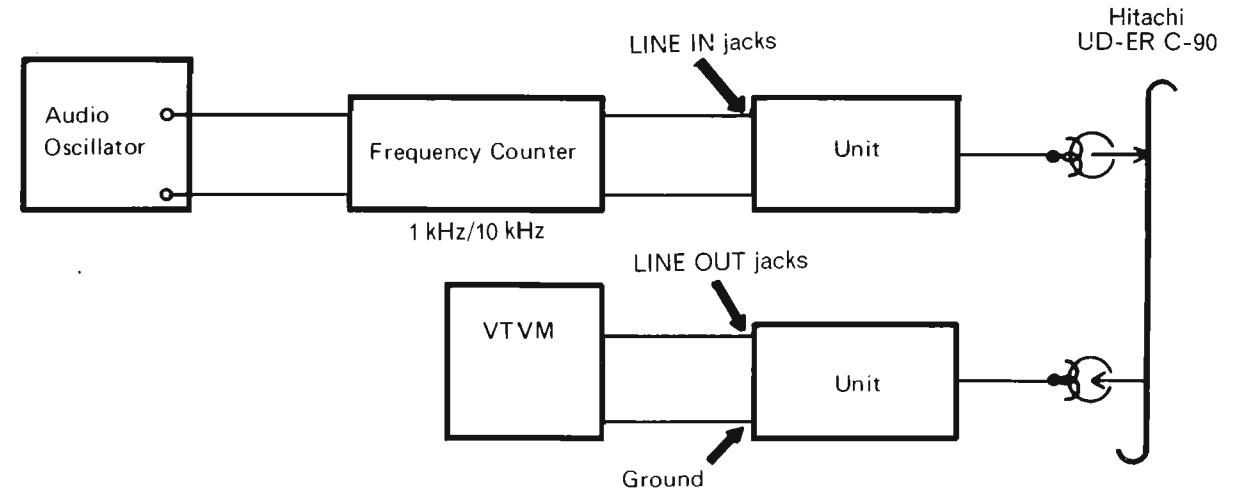 Hitachi
UD-ER C-90
LINE IN jacks
Audio
Oscillator
Frequency Counter
Unit
1 kHz/10 kHz
LINE OUT jacks
VTVM
Unit
Ground